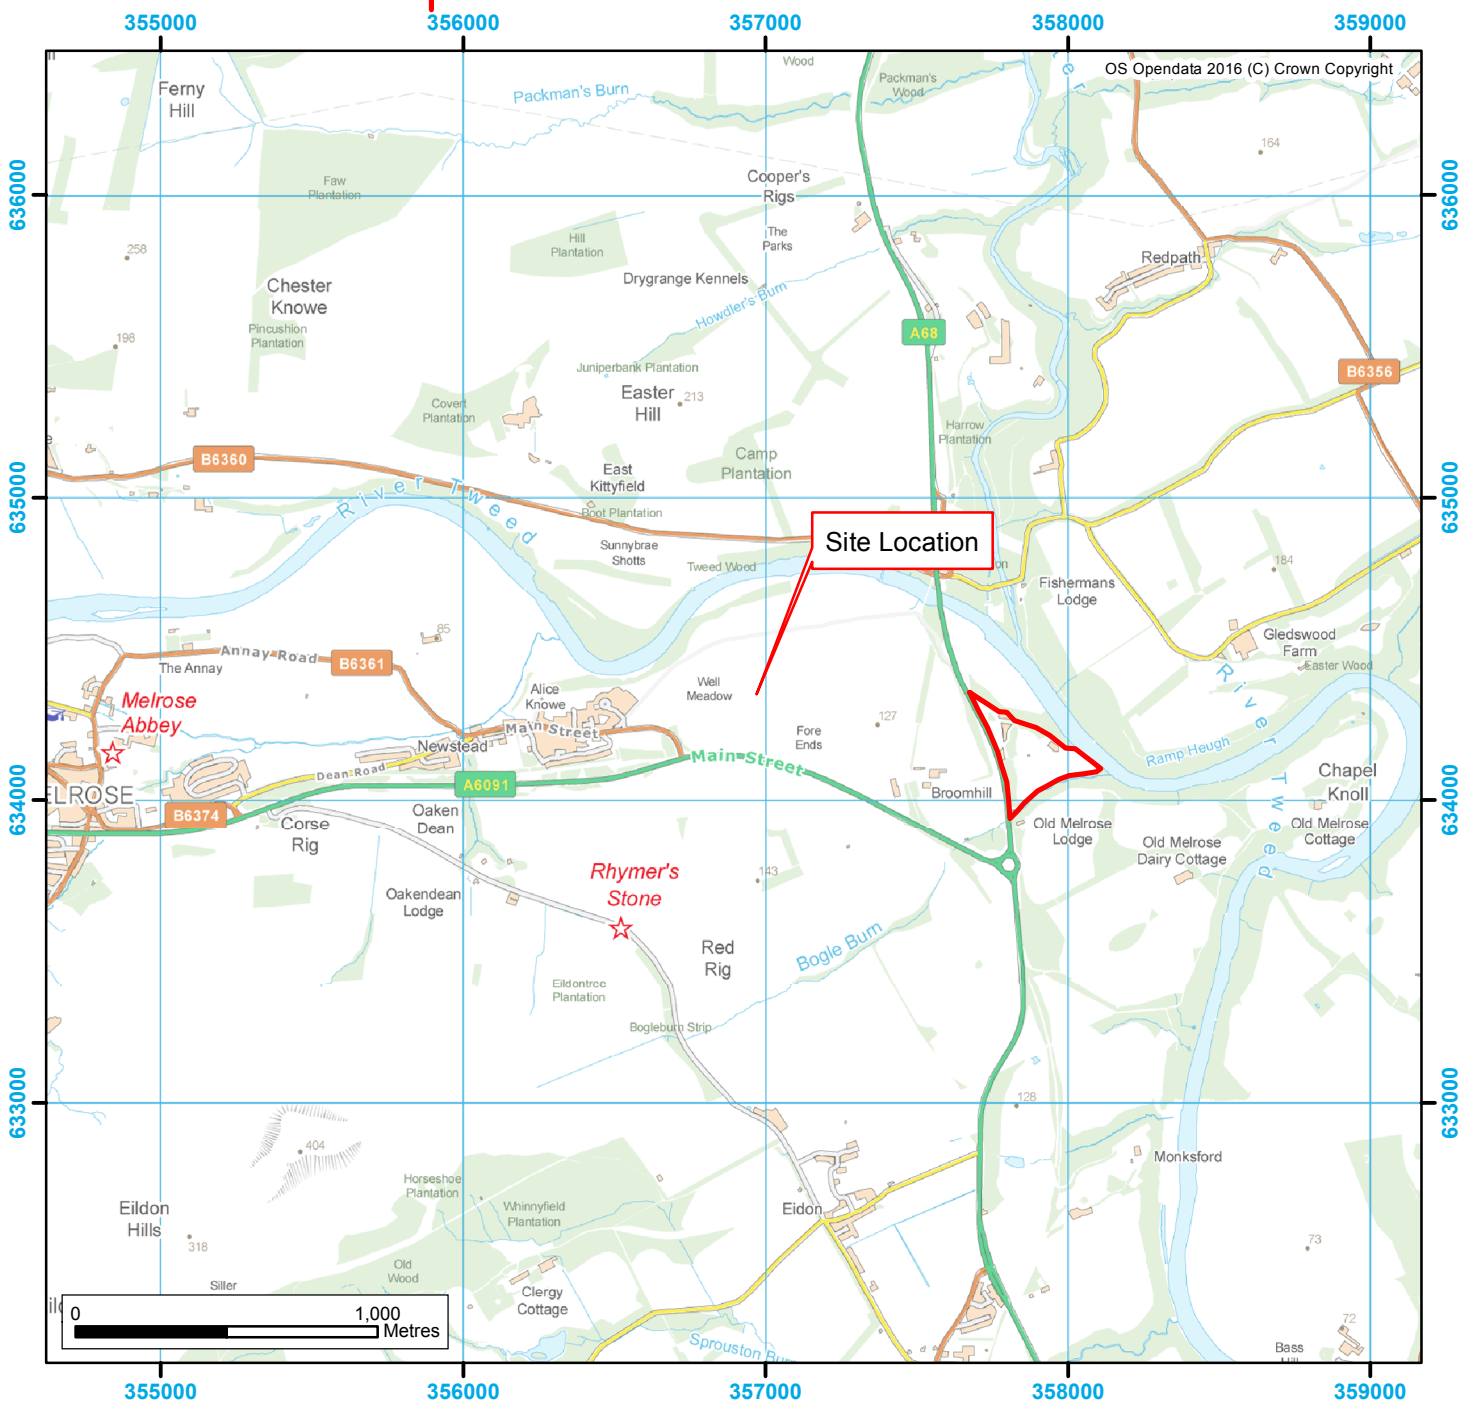 355000
356000
357000
358000
359000
OS Opendata 2016 (C) Crown Copyright
Wood
Packman's
Wood
Ferny
Hill
Packman's Burn
164
636000
636000
Faw
Plantation
Cooper's
Rigs
The
Parks
Hill
Plantation
258
Redpath
Drygrange Kennels
Chester
Knowe
Howdler's Burn
Pincushion
Plantation
198
A68
Juniperbank Plantation
B6356
Easter
Hill
213
Covert
Plantation
Harrow
Plantation
B6360
Camp
Plantation
East
Kittyfield
635000
635000
River Tweed
Boot Plantation
Site Location
Sunnybrae
Shotts
Tweed Wood
184
Fishermans
Lodge
85
Gledswood
Farm
Easter Wood
Annay Road
The Annay
B6361
River Tweed
Melrose
Abbey
Alice
Knowe
Well
Meadow
127
Main Street
Fore
Ends
Newstead
Main Street
Ramp Heugh
Dean Road
A6091
Chapel
Knoll
Broomhill
ELROSE
634000
634000
B6374
Oaken
Dean
Corse
Rig
Old Melrose
Lodge
Old Melrose
Cottage
Old Melrose
Dairy Cottage
Rhymer's
Stone
143
Oakendean
Lodge
Red
Rig
Bogle Burn
Eildontree
Plantation
Bogleburn Strip
633000
633000
128
404
Monksford
Horseshoe
Plantation
Whinnyfield
Plantation
Eildon
Hills
318
Eidon
73
Old
Wood
Siller
Clergy
Cottage
0
1,000
Metres
72
Sprouston Bur
Bass
355000
356000
357000
358000
359000